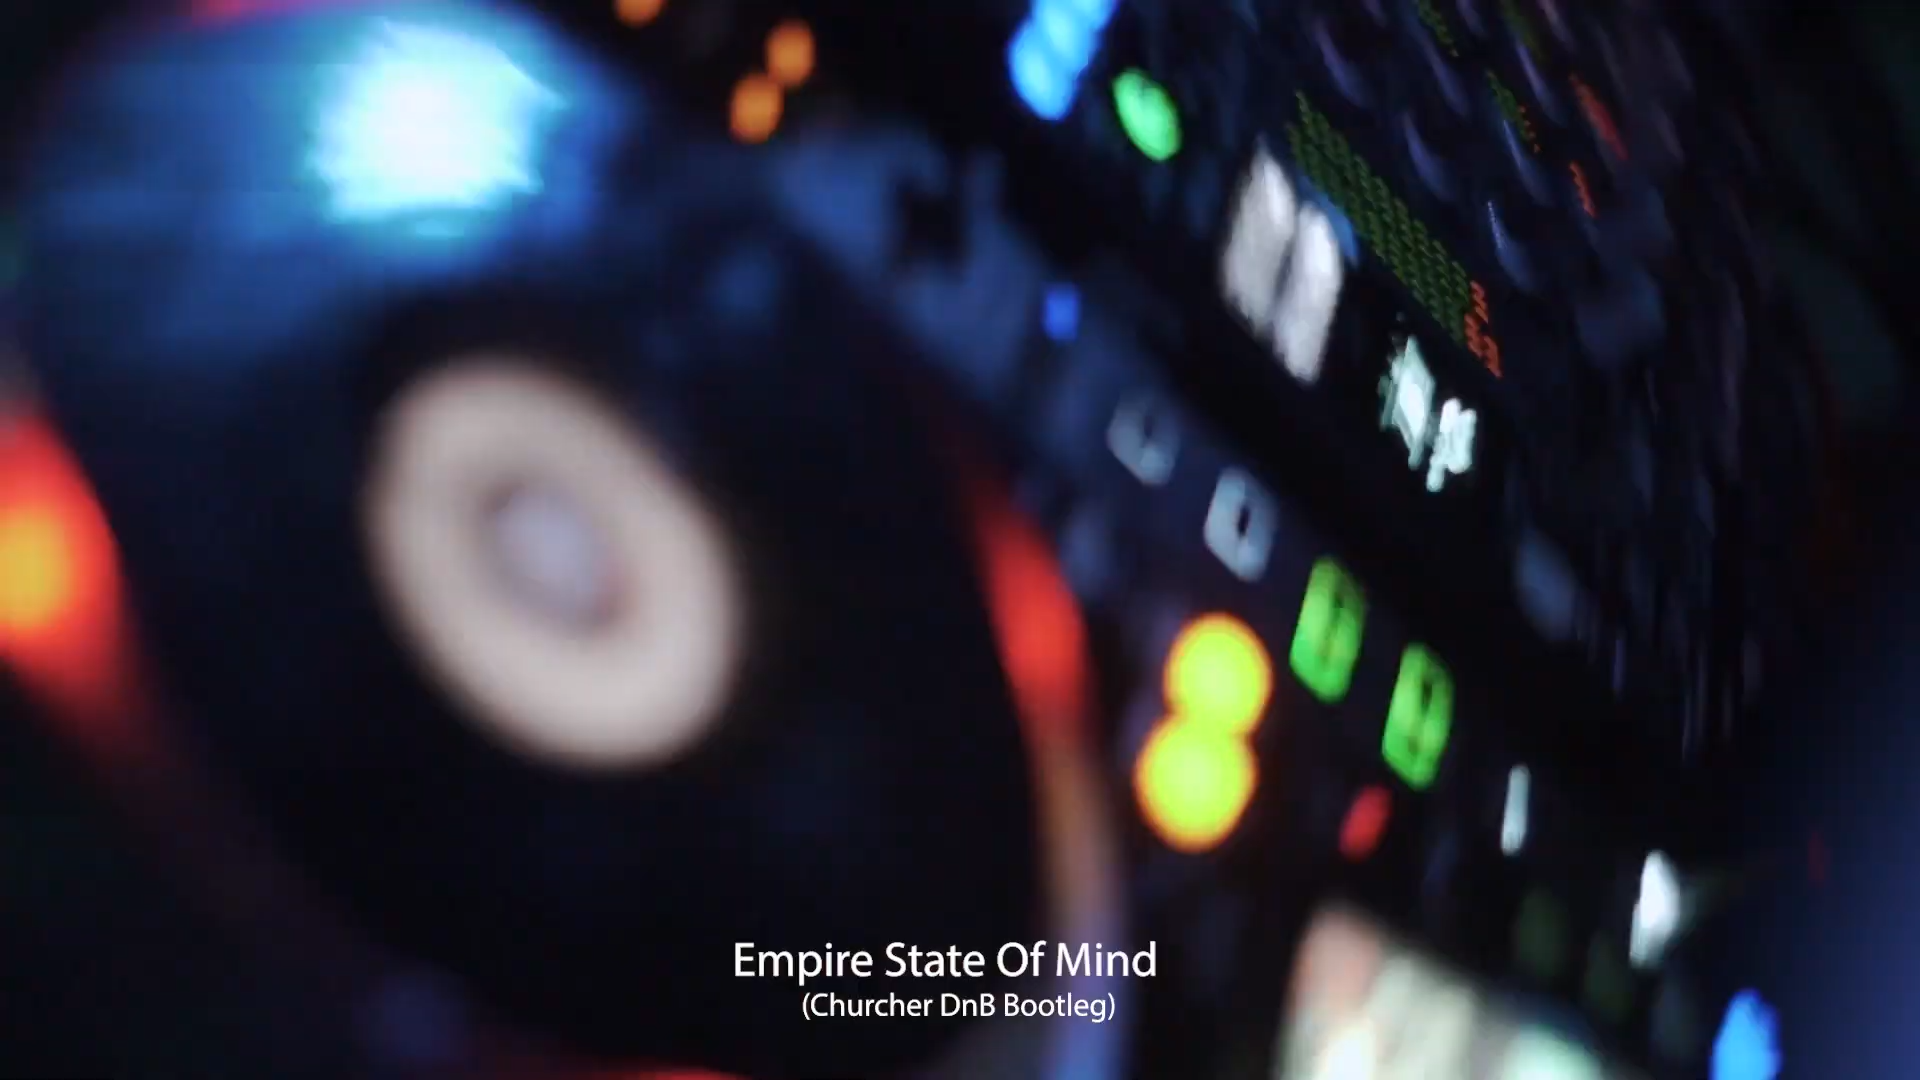 Empire State Of Mind
(Churcher DnB Bootleg)